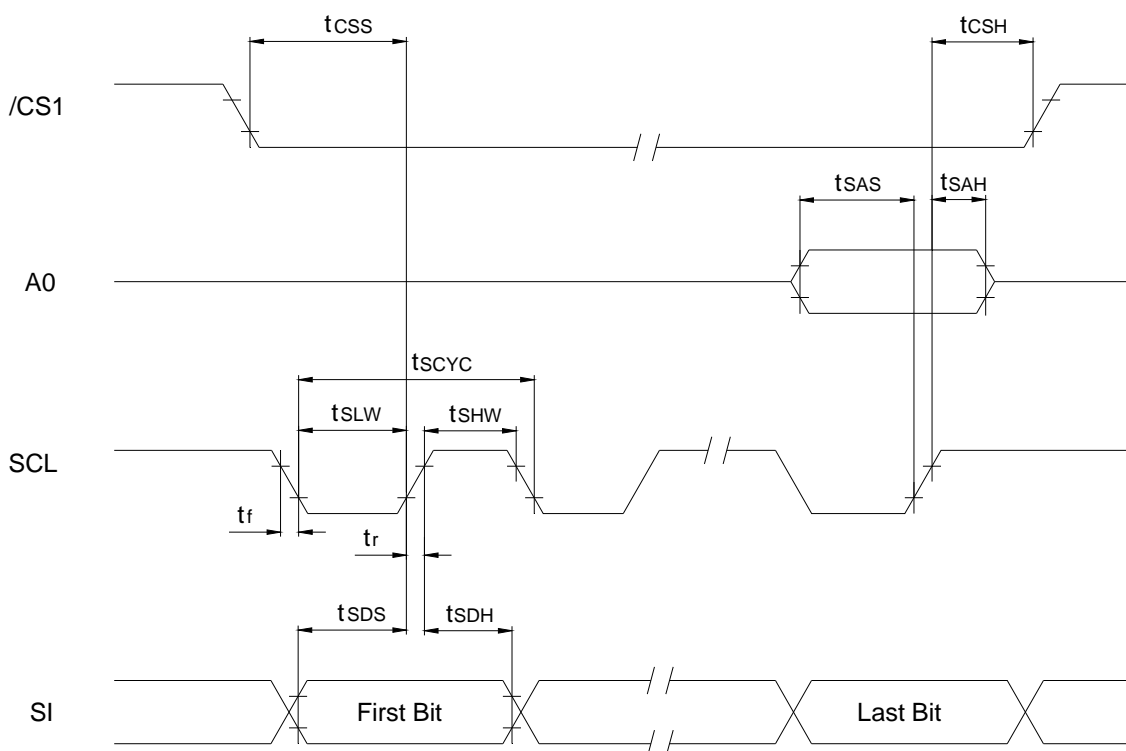 tCSS
tCSH
/CS1
tSAS
tSAH
A0
tSCYC
tSLW
tSHW
SCL
tf
tr
tSDS
tSDH
SI
First Bit
Last Bit